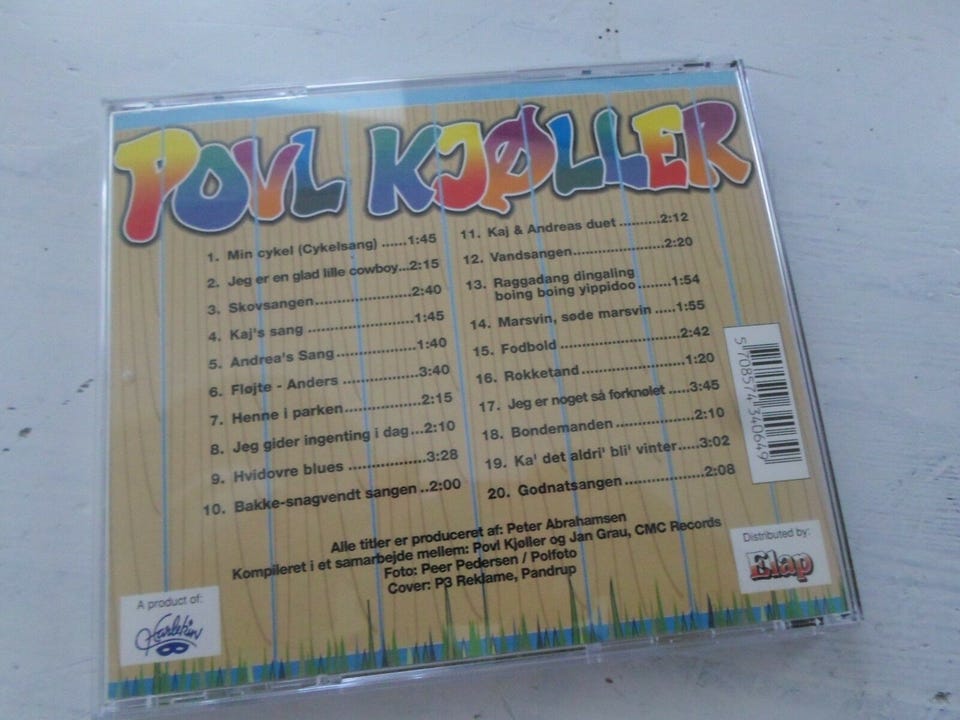 POVL KJØLLER
1. Min cykel (Cykelsang) ......1:45
2. Jeg er en glad lille cowboy...2:15
3. Skovsangen......................2:40
4. Kaj's sang ........................1:45
5. Andrea's Sang..................1:40
6. Fløjte - Anders ..................3:40
7. Henne i parken..................2:15
8. Jeg gider ingenting i dag...2:10
9. Hvidovre blues ..................3:28
10. Bakke-snagvendt sangen ..2:00
11. Kaj & Andreas duet ..........2:12
12. Vandsangen......................2:20
13. Raggadang dingaling
boing boing yippidoo ........1:54
14. Marsvin, søde marsvin .....1:55
15. Fodbold ..........................2:42
16. Rokketand........................1:20
17. Jeg er noget så forknølet .....3:45
18. Bondemanden ..................2:10
19. Ka' det aldri' bli' vinter....3:02
20. Godnatsangen..................2:08
Alle titler er produceret af: Peter Abrahamsen
Kompileret i et samarbejde mellem: Povl Kjøller og Jan Grau, CMC Records
Foto: Peer Pedersen / Polfoto
Cover: P3 Reklame, Pandrup
A product of:
Harlekin
Distributed by:
Elap
5 708574 340649